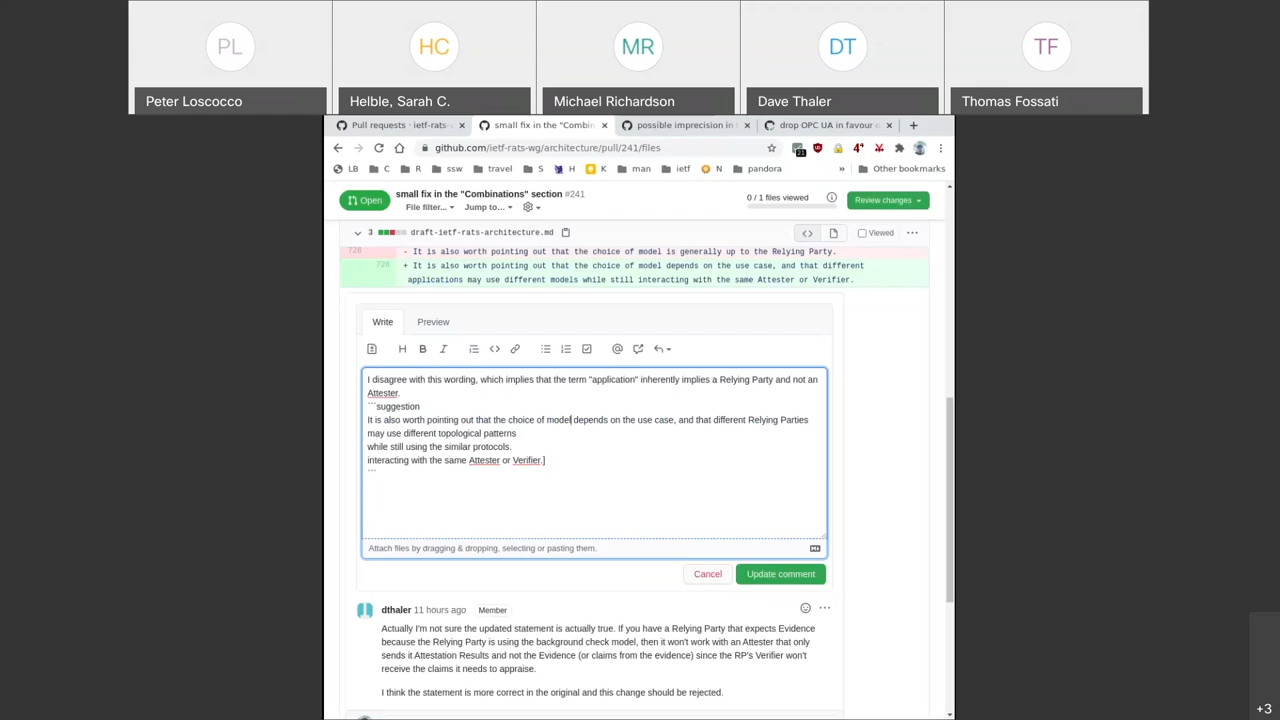 PL HC MR DT TF
Peter Loscocco Helble, Sarah C. Michael Richardson Dave Thaler Thomas Fossati
Pull requests · ietf-rats- small fix in the "Combin possible imprecision in drop OPC UA in favour o
github.com/ietf-rats-wg/architecture/pull/241/files
21
LB C R ssw travel S H K man ietf N pandora » Other bookmarks
Open small fix in the "Combinations" section #241
File filter... Jump to...
0 / 1 files viewed Review changes
3 draft-ietf-rats-architecture.md Viewed
728 - It is also worth pointing out that the choice of model is generally up to the Relying Party.
728 + It is also worth pointing out that the choice of model depends on the use case, and that different
applications may use different models while still interacting with the same Attester or Verifier.
Write Preview
I disagree with this wording, which implies that the term "application" inherently implies a Relying Party and not an
Attester.
```suggestion
It is also worth pointing out that the choice of model depends on the use case, and that different Relying Parties
may use different topological patterns
while still using the similar protocols.
interacting with the same Attester or Verifier.]
```
Attach files by dragging & dropping, selecting or pasting them.
Cancel Update comment
dthaler 11 hours ago Member
Actually I'm not sure the updated statement is actually true. If you have a Relying Party that expects Evidence
because the Relying Party is using the background check model, then it won't work with an Attester that only
sends it Attestation Results and not the Evidence (or claims from the evidence) since the RP's Verifier won't
receive the claims it needs to appraise.
I think the statement is more correct in the original and this change should be rejected.
+3